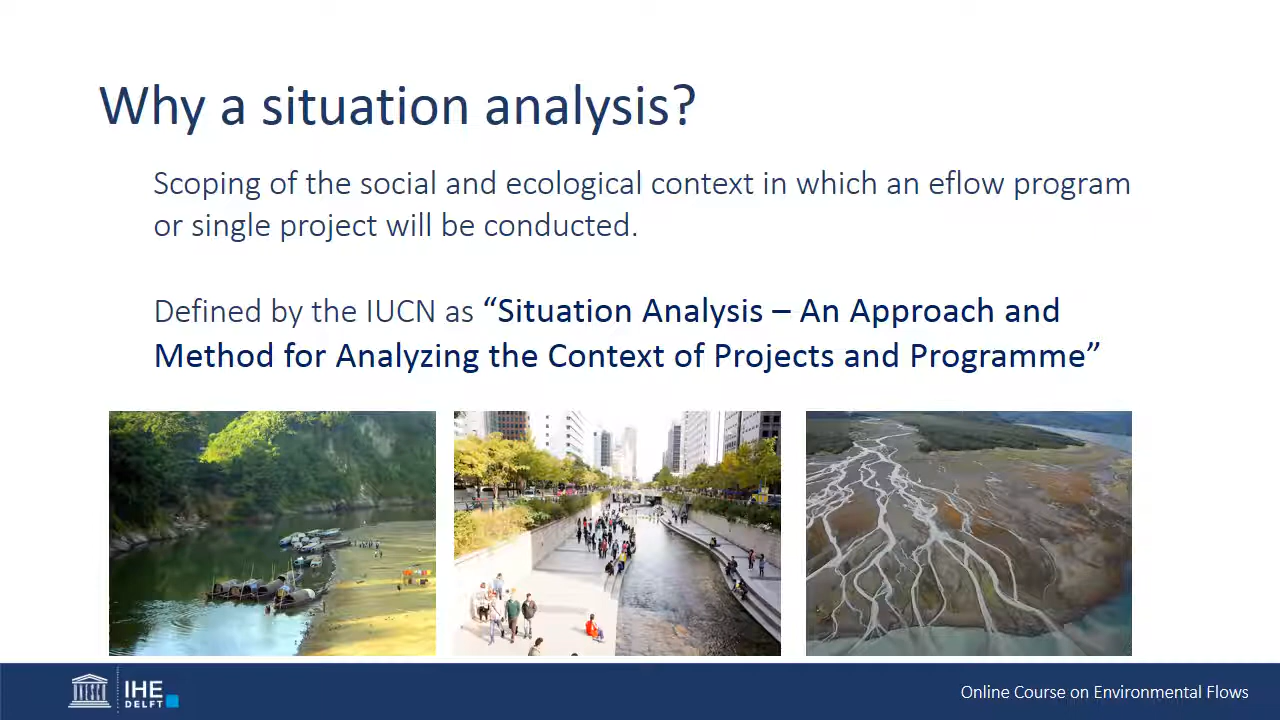 Why a situation analysis?
Scoping of the social and ecological context in which an eflow program
or single project will be conducted.
Defined by the IUCN as “Situation Analysis – An Approach and
Method for Analyzing the Context of Projects and Programme”
IHE
DELFT
Online Course on Environmental Flows